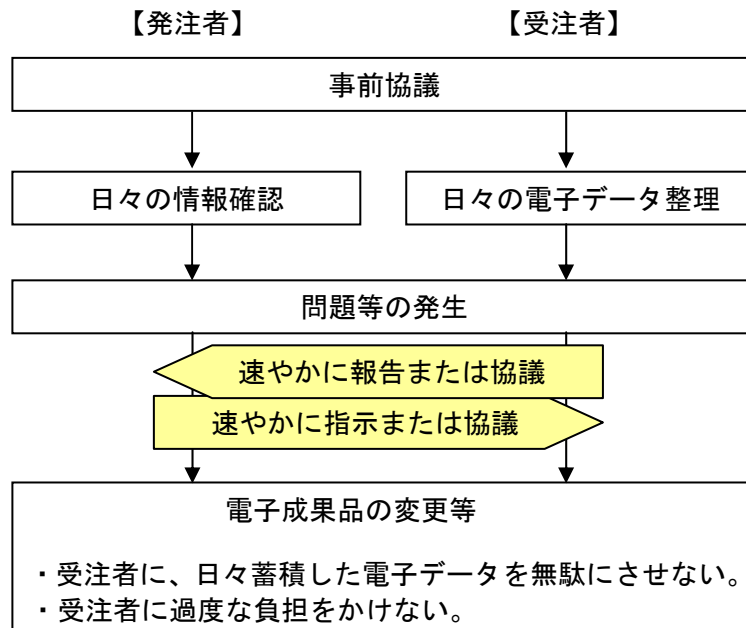 【発注者】 【受注者】
事前協議
日々の情報確認 日々の電子データ整理
問題等の発生
速やかに報告または協議
速やかに指示または協議
電子成果品の変更等
・受注者に、日々蓄積した電子データを無駄にさせない。
・受注者に過度な負担をかけない。